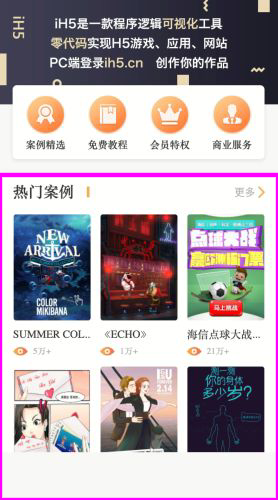 iH5
iH5是一款程序逻辑可视化工具
零代码实现H5游戏、应用、网站
PC端登录ih5.cn 创作你的作品
案例精选 免费教程 会员特权 商业服务
热门案例 更多
NEW
ARRIVAL
COLOR
MIKIBANA
点球大战
马上挑战
SUMMER COL... 《ECHO》 海信点球大战...
5万+ 1万+ 21万+
FOREVER
2.14
测一测
你的身体
多少岁?